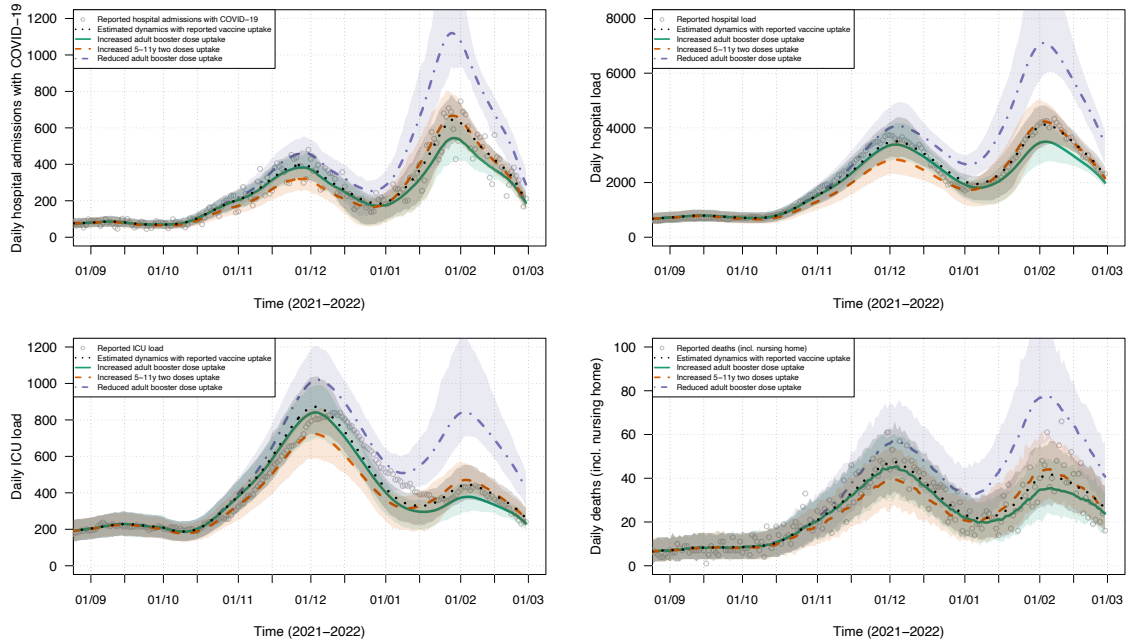 Daily hospital admissions with COVID−19
0 200 400 600 800 1000 1200
Reported hospital admissions with COVID−19
Estimated dynamics with reported vaccine uptake
Increased adult booster dose uptake
Increased 5−11y two doses uptake
Reduced adult booster dose uptake
01/09 01/10 01/11 01/12 01/01 01/02 01/03
Time (2021−2022)
Daily hospital load
0 2000 4000 6000 8000
Reported hospital load
Estimated dynamics with reported vaccine uptake
Increased adult booster dose uptake
Increased 5−11y two doses uptake
Reduced adult booster dose uptake
01/09 01/10 01/11 01/12 01/01 01/02 01/03
Time (2021−2022)
Daily ICU load
0 200 400 600 800 1000 1200
Reported ICU load
Estimated dynamics with reported vaccine uptake
Increased adult booster dose uptake
Increased 5−11y two doses uptake
Reduced adult booster dose uptake
01/09 01/10 01/11 01/12 01/01 01/02 01/03
Time (2021−2022)
Daily deaths (incl. nursing home)
0 20 40 60 80 100
Reported deaths (incl. nursing home)
Estimated dynamics with reported vaccine uptake
Increased adult booster dose uptake
Increased 5−11y two doses uptake
Reduced adult booster dose uptake
01/09 01/10 01/11 01/12 01/01 01/02 01/03
Time (2021−2022)